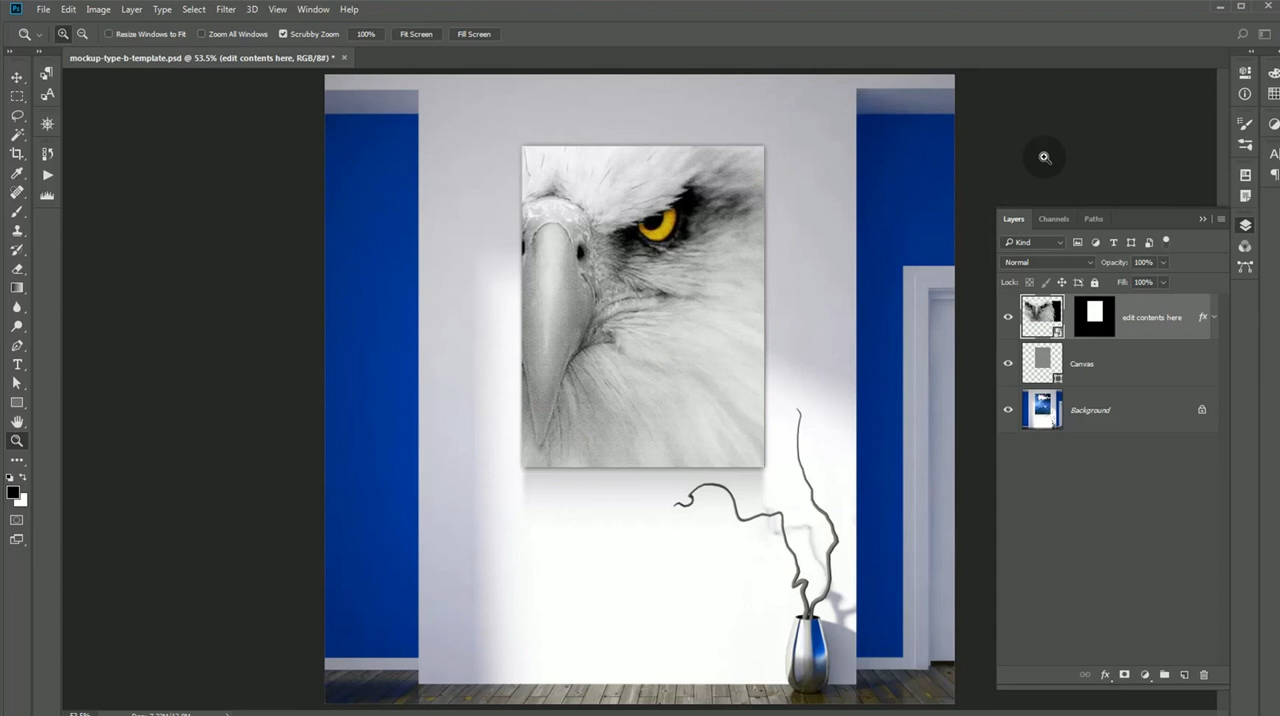 Ps File Edit Image Layer Type Select Filter 3D View Window Help
Resize Windows to Fit Zoom All Windows Scrubby Zoom 100% Fit Screen Fill Screen
mockup-type-b-template.psd @ 53.5% (edit contents here, RGB/8#) *
Layers Channels Paths
Kind
Normal Opacity: 100%
Lock: Fill: 100%
edit contents here fx
Canvas
Background
fx